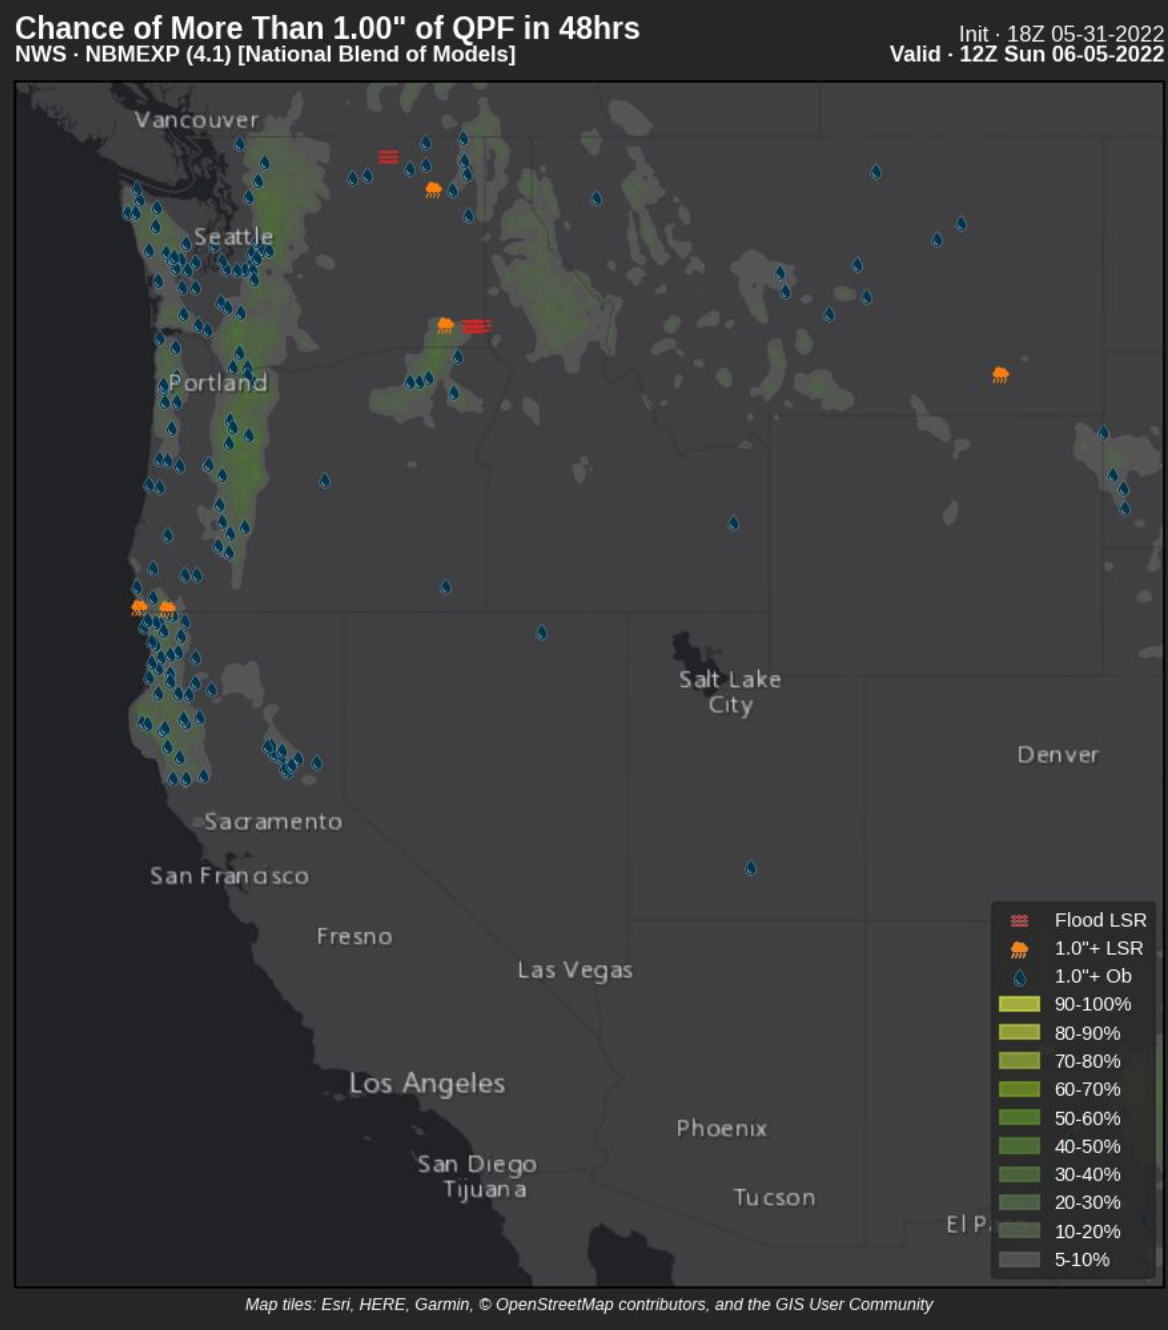 Chance of More Than 1.00" of QPF in 48hrs
NWS · NBMEXP (4.1) [National Blend of Models]
Init · 18Z 05-31-2022
Valid · 12Z Sun 06-05-2022
Vancouver
Seattle
Portland
Salt Lake
City
Denver
Sacramento
San Francisco
Fresno
Las Vegas
Los Angeles
Phoenix
San Diego
Tijuana
Tucson
El Paso
Flood LSR
1.0"+ LSR
1.0"+ Ob
90-100%
80-90%
70-80%
60-70%
50-60%
40-50%
30-40%
20-30%
10-20%
5-10%
Map tiles: Esri, HERE, Garmin, © OpenStreetMap contributors, and the GIS User Community